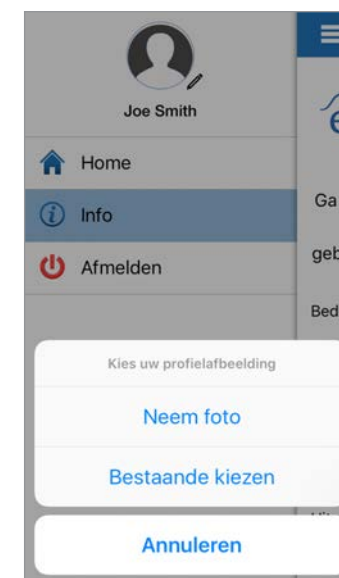 Joe Smith
Home
Info
Afmelden
Ga
geb
Bed
Kies uw profielafbeelding
Neem foto
Bestaande kiezen
Annuleren